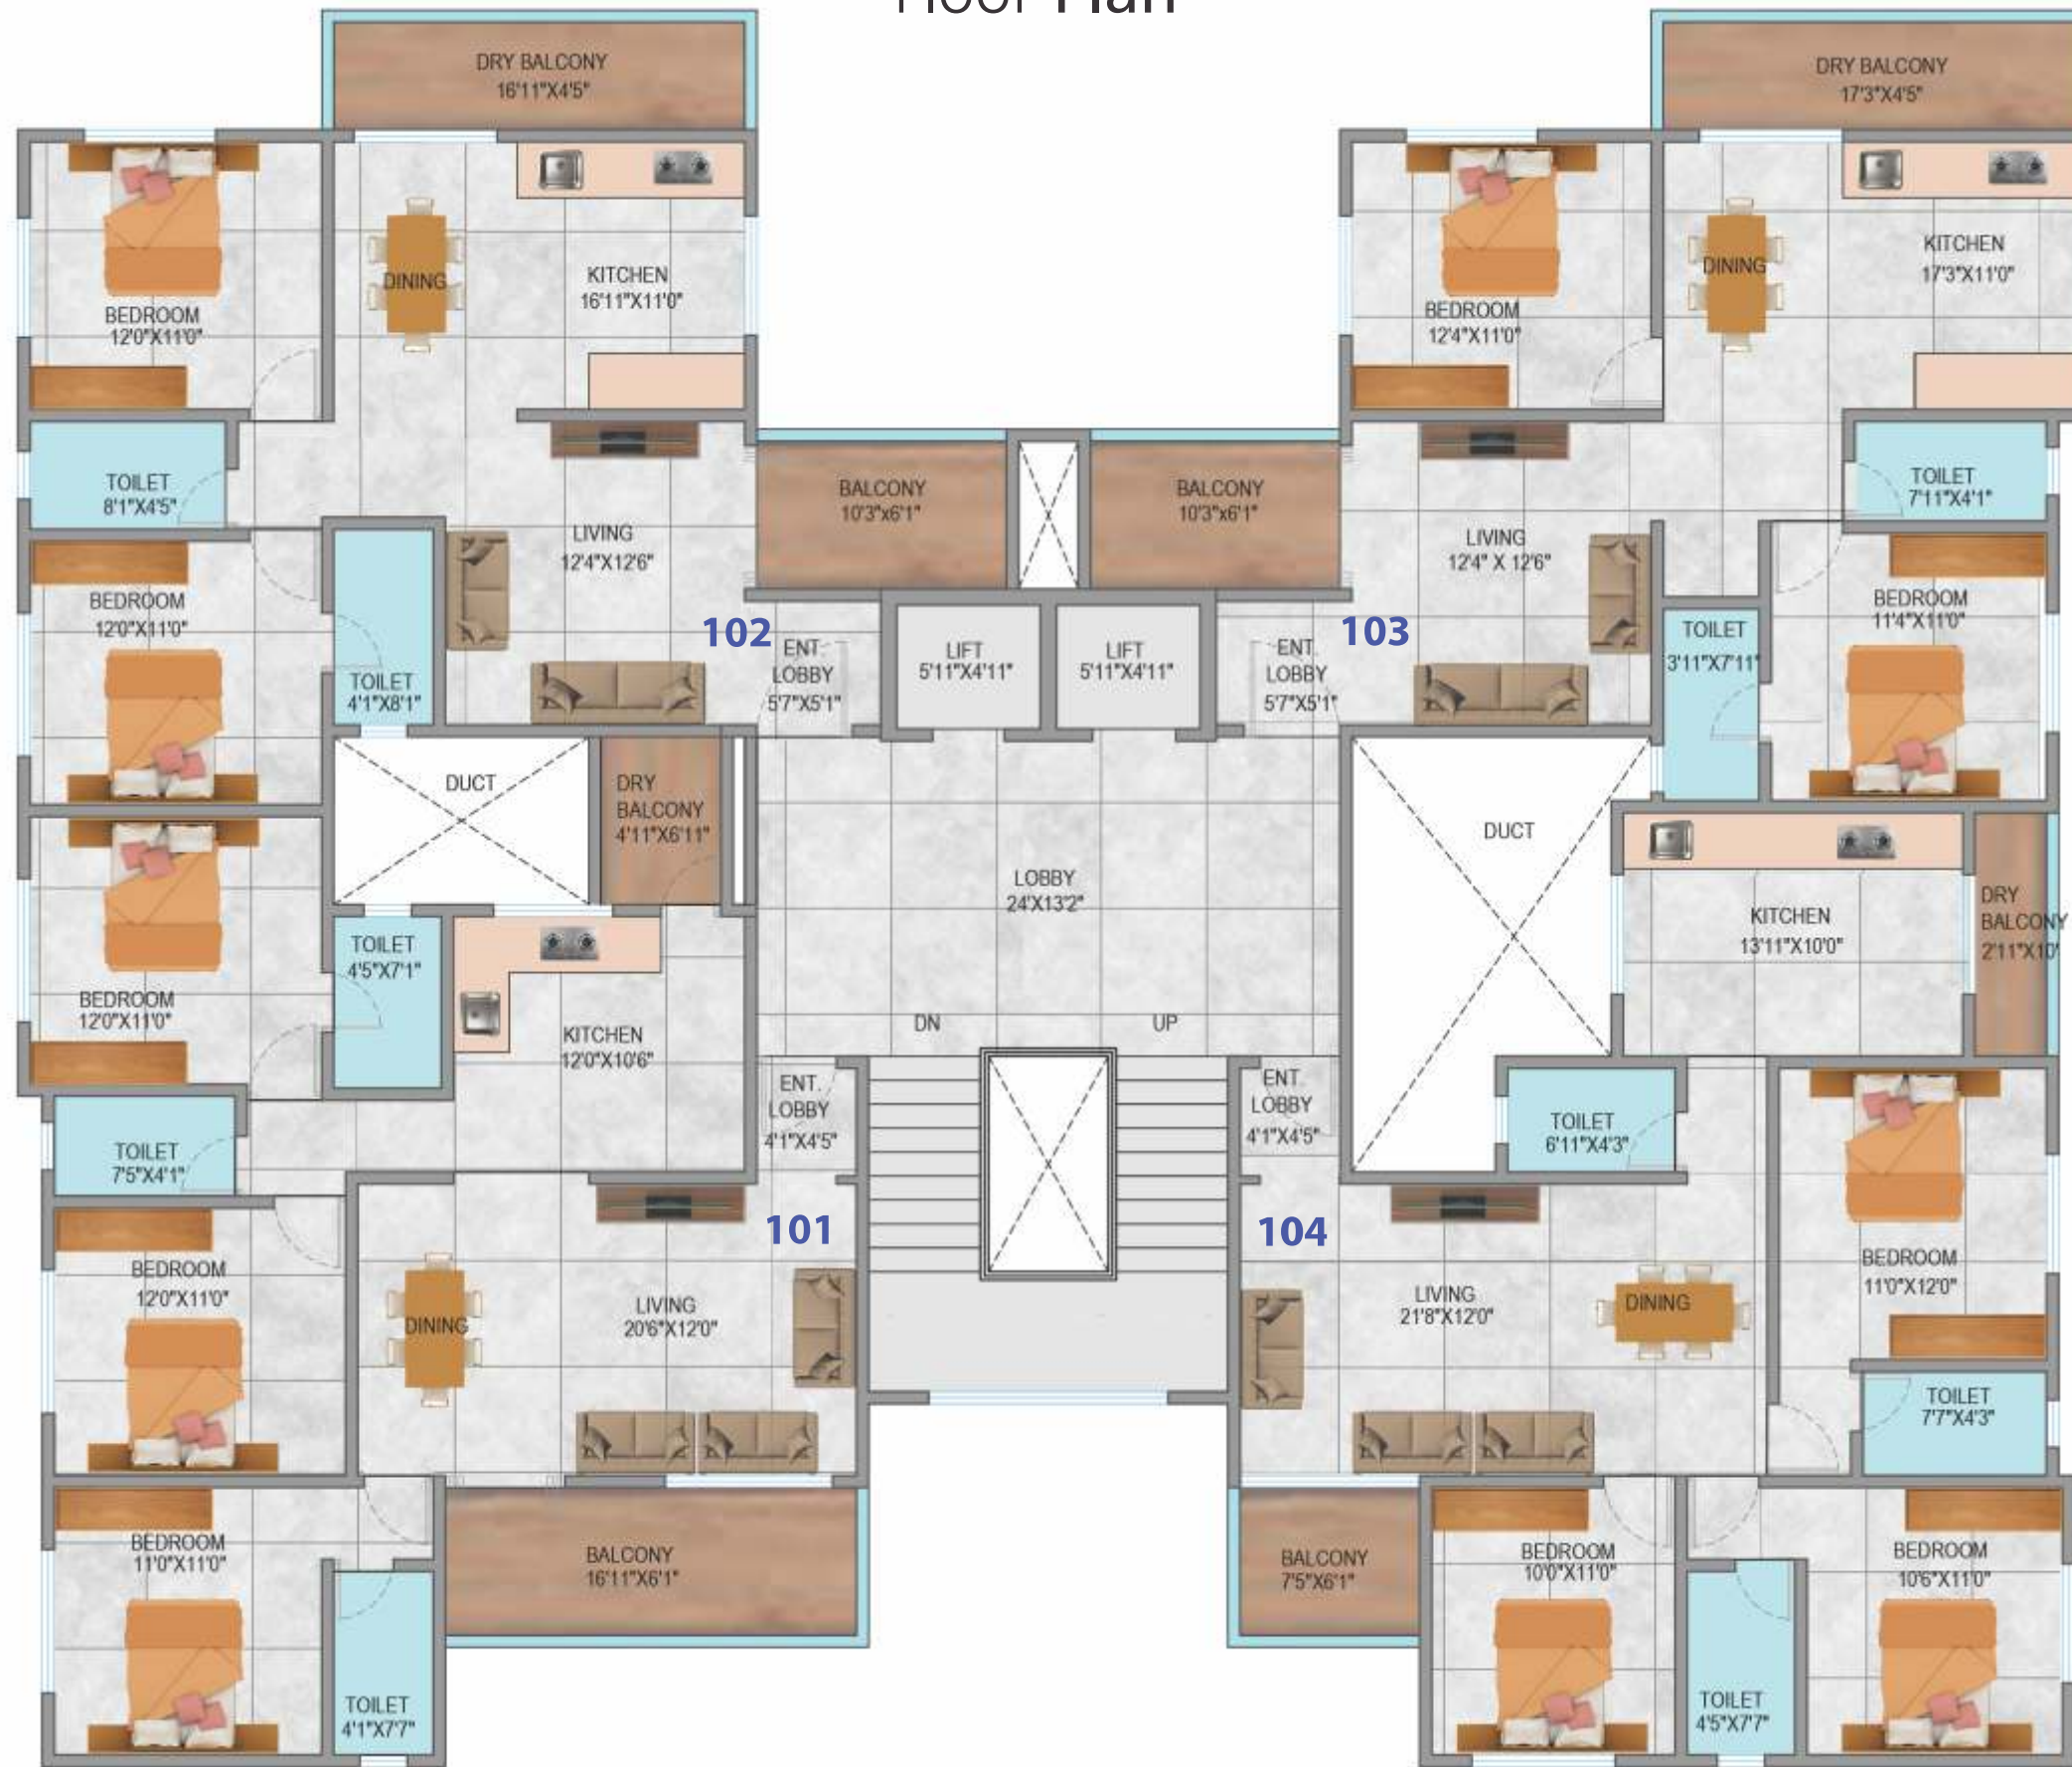 Floor Plan
DRY BALCONY
16'11"X4'5"
DRY BALCONY
17'3"X4'5"
BEDROOM
12'0"X11'0"
DINING
KITCHEN
16'11"X11'0"
BEDROOM
12'4"X11'0"
DINING
KITCHEN
17'3"X11'0"
TOILET
8'1"X4'5"
LIVING
12'4"X12'6"
BALCONY
10'3"x6'1"
BALCONY
10'3"x6'1"
LIVING
12'4" X 12'6"
TOILET
7'11"X4'1"
BEDROOM
12'0"X11'0"
TOILET
4'1"X8'1"
102
ENT.
LOBBY
5'7"X5'1"
LIFT
5'11"X4'11"
LIFT
5'11"X4'11"
ENT.
LOBBY
5'7"X5'1"
103
TOILET
3'11"X7'11"
BEDROOM
11'4"X11'0"
DUCT
DRY
BALCONY
4'11"X6'11"
LOBBY
24'X13'2"
DUCT
KITCHEN
13'11"X10'0"
DRY
BALCONY
2'11"X10'
BEDROOM
12'0"X11'0"
TOILET
4'5"X7'1"
KITCHEN
12'0"X10'6"
DN
UP
ENT.
LOBBY
4'1"X4'5"
ENT.
LOBBY
4'1"X4'5"
TOILET
7'5"X4'1"
TOILET
6'11"X4'3"
101
104
BEDROOM
12'0"X11'0"
DINING
LIVING
20'6"X12'0"
LIVING
21'8"X12'0"
DINING
BEDROOM
11'0"X12'0"
TOILET
7'7"X4'3"
BEDROOM
11'0"X11'0"
BALCONY
16'11"X6'1"
BALCONY
7'5"X6'1"
BEDROOM
10'0"X11'0"
BEDROOM
10'6"X11'0"
TOILET
4'1"X7'7"
TOILET
4'5"X7'7"